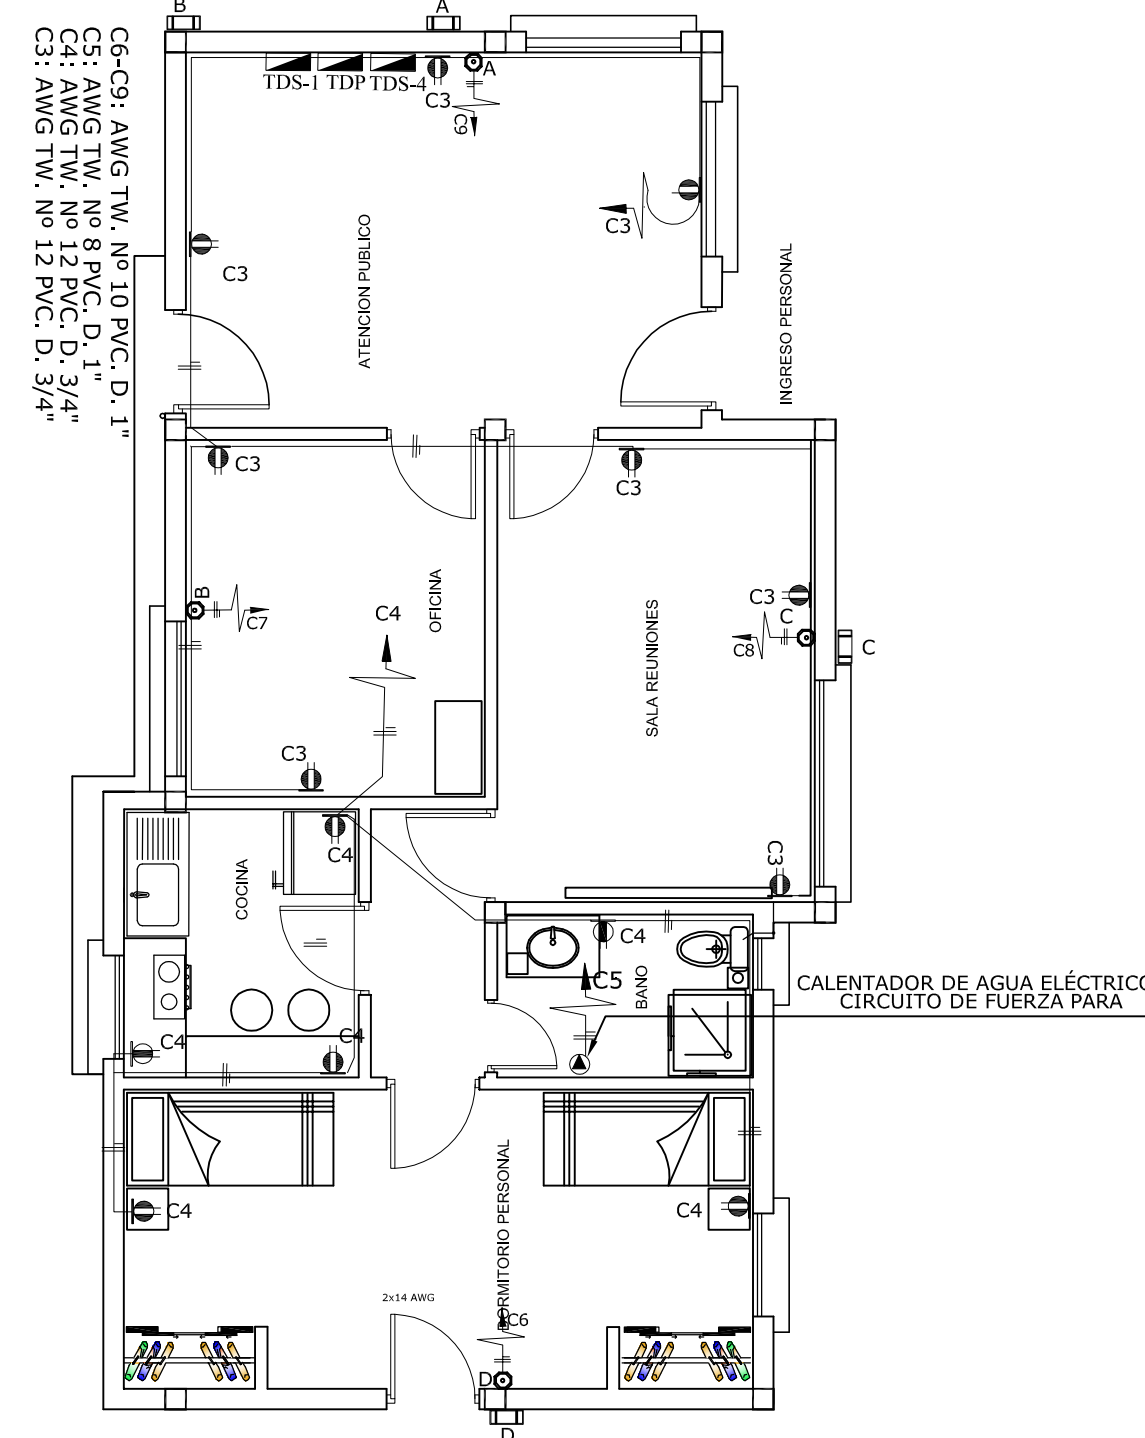 B
A
C6-C9: AWG TW. Nº 10 PVC. D. 1"
C5: AWG TW. Nº 8 PVC. D. 1"
C4: AWG TW. Nº 12 PVC. D. 3/4"
C3: AWG TW. Nº 12 PVC. D. 3/4"
TDS-1 TDP TDS-4
C3
A
C9
C3
C3
ATENCION PUBLICO
INGRESO PERSONAL
C3
C3
B
C7
C4
OFICINA
C3
C
C8
C
SALA REUNIONES
C3
C4
C3
COCINA
C4
C5
BANO
CALENTADOR DE AGUA ELÉCTRICO
CIRCUITO DE FUERZA PARA
C4
C4
C4
C4
DORMITORIO PERSONAL
2x14 AWG
C6
D
D